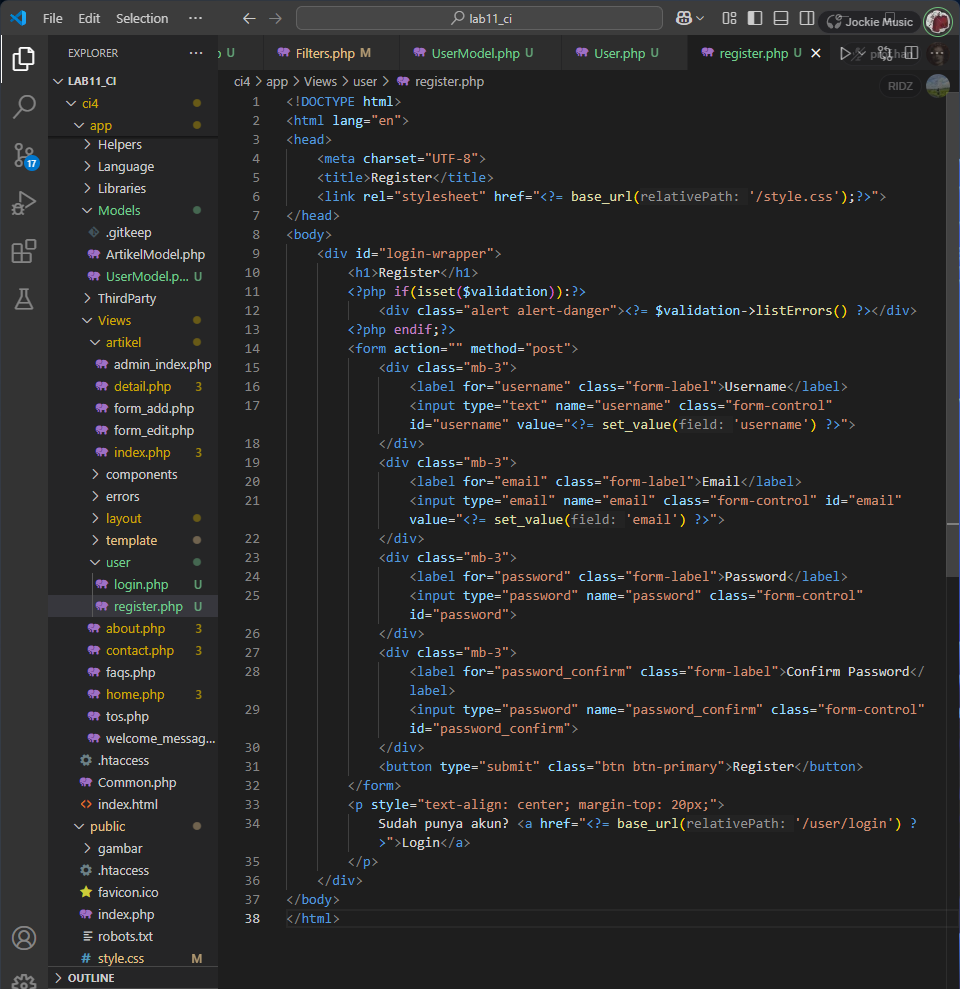 File Edit Selection ··· lab11_ci Jockie Music
EXPLORER ···
U Filters.php M UserModel.php U User.php U register.php U
RIDZ
LAB11_CI
ci4
app
Helpers
Language
Libraries
Models
.gitkeep
ArtikelModel.php
UserModel.p... U
ThirdParty
Views
artikel
admin_index.php
detail.php 3
form_add.php
form_edit.php
index.php 3
components
errors
layout
template
user
login.php U
register.php U
about.php 3
contact.php 3
faqs.php
home.php 3
tos.php
welcome_messag...
.htaccess
Common.php
index.html
public
gambar
.htaccess
favicon.ico
index.php
robots.txt
# style.css M
OUTLINE
17
ci4 > app > Views > user > register.php
1 <!DOCTYPE html>
2 <html lang="en">
3 <head>
4 <meta charset="UTF-8">
5 <title>Register</title>
6 <link rel="stylesheet" href="<?= base_url(relativePath: '/style.css');?>">
7 </head>
8 <body>
9 <div id="login-wrapper">
10 <h1>Register</h1>
11 <?php if(isset($validation)):?>
12 <div class="alert alert-danger"><?= $validation->listErrors() ?></div>
13 <?php endif;?>
14 <form action="" method="post">
15 <div class="mb-3">
16 <label for="username" class="form-label">Username</label>
17 <input type="text" name="username" class="form-control"
id="username" value="<?= set_value(field: 'username') ?>">
18 </div>
19 <div class="mb-3">
20 <label for="email" class="form-label">Email</label>
21 <input type="email" name="email" class="form-control" id="email"
value="<?= set_value(field: 'email') ?>">
22 </div>
23 <div class="mb-3">
24 <label for="password" class="form-label">Password</label>
25 <input type="password" name="password" class="form-control"
id="password">
26 </div>
27 <div class="mb-3">
28 <label for="password_confirm" class="form-label">Confirm Password</
label>
29 <input type="password" name="password_confirm" class="form-control"
id="password_confirm">
30 </div>
31 <button type="submit" class="btn btn-primary">Register</button>
32 </form>
33 <p style="text-align: center; margin-top: 20px;">
34 Sudah punya akun? <a href="<?= base_url(relativePath: '/user/login') ?
>">Login</a>
35 </p>
36 </div>
37 </body>
38 </html>